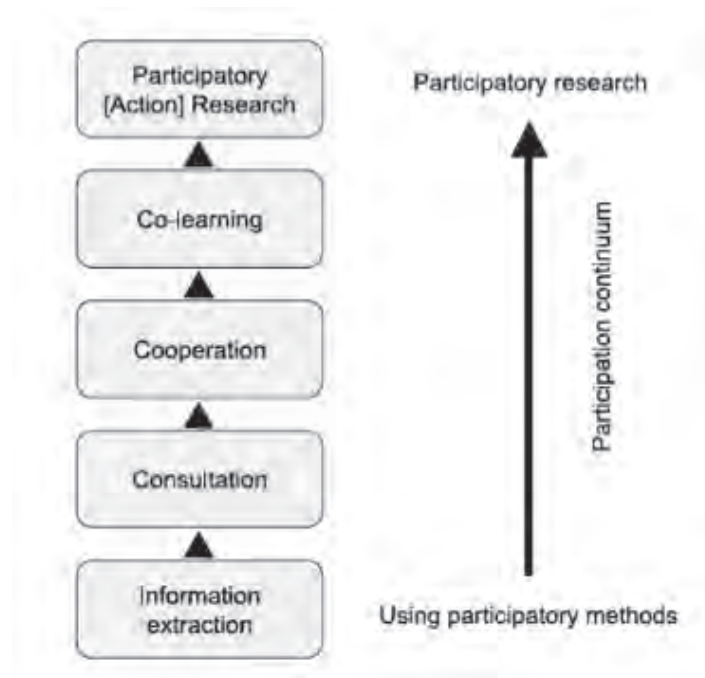 Participatory
[Action] Research
Participatory research
Co-learning
Participation continuum
Cooperation
Consultation
Information
extraction
Using participatory methods